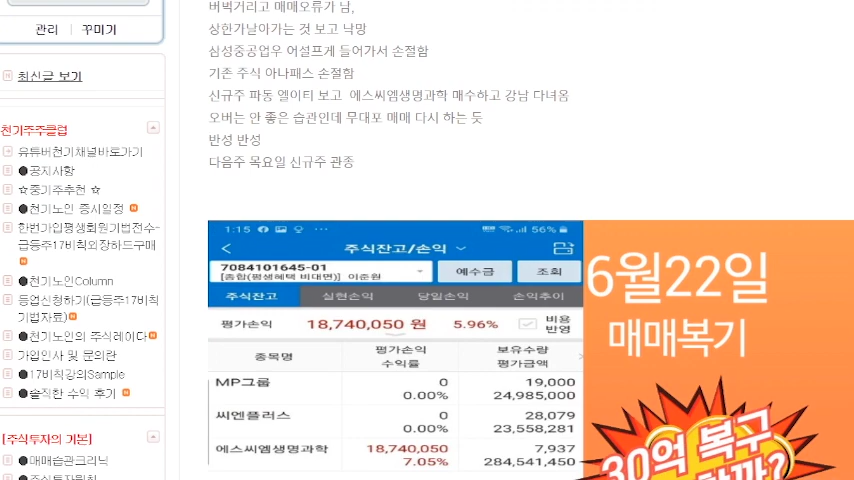 관리 | 꾸미기
최신글 보기
천기주주클럽
유튜버천기채널바로가기
●공지사항
☆중기주추천 ☆
●천기노인 증시일정
한번가입평생회원기법전수~
급등주17비칙외장하드구매
●천기노인Column
등업신청하기(급등주17비칙
기법자료)
●천기노인의 주식레이다
가입인사 및 문의란
●17비칙강의Sample
●솔직한 수익 후기
[주식투자의 기본]
●매매습관크리닉
버벅거리고 매매오류가 남,
상한가날아가는 것 보고 낙망
삼성중공업우 어설프게 들어가서 손절함
기존 주식 아나패스 손절함
신규주 파동 엘이티 보고 에스씨엠생명과학 매수하고 강남 다녀옴
오버는 안 좋은 습관인데 무대포 매매 다시 하는 듯
반성 반성
다음주 목요일 신규주 관종
1:15 ··· 56%
주식잔고/손익
7084101645-01
[종합(평생혜택 비대면)] 이준원
예수금 조회
주식잔고 실현손익 당일손익 손익추이
평가손익 18,740,050 원 5.96% 비용
반영
종목명 평가손익 보유수량
수익률 평가금액
MP그룹 0 19,000
0.00% 24,985,000
씨엔플러스 0 28,079
0.00% 23,558,281
에스씨엠생명과학 18,740,050 7,937
7.05% 284,541,450
6월22일
매매복기
30억 복구